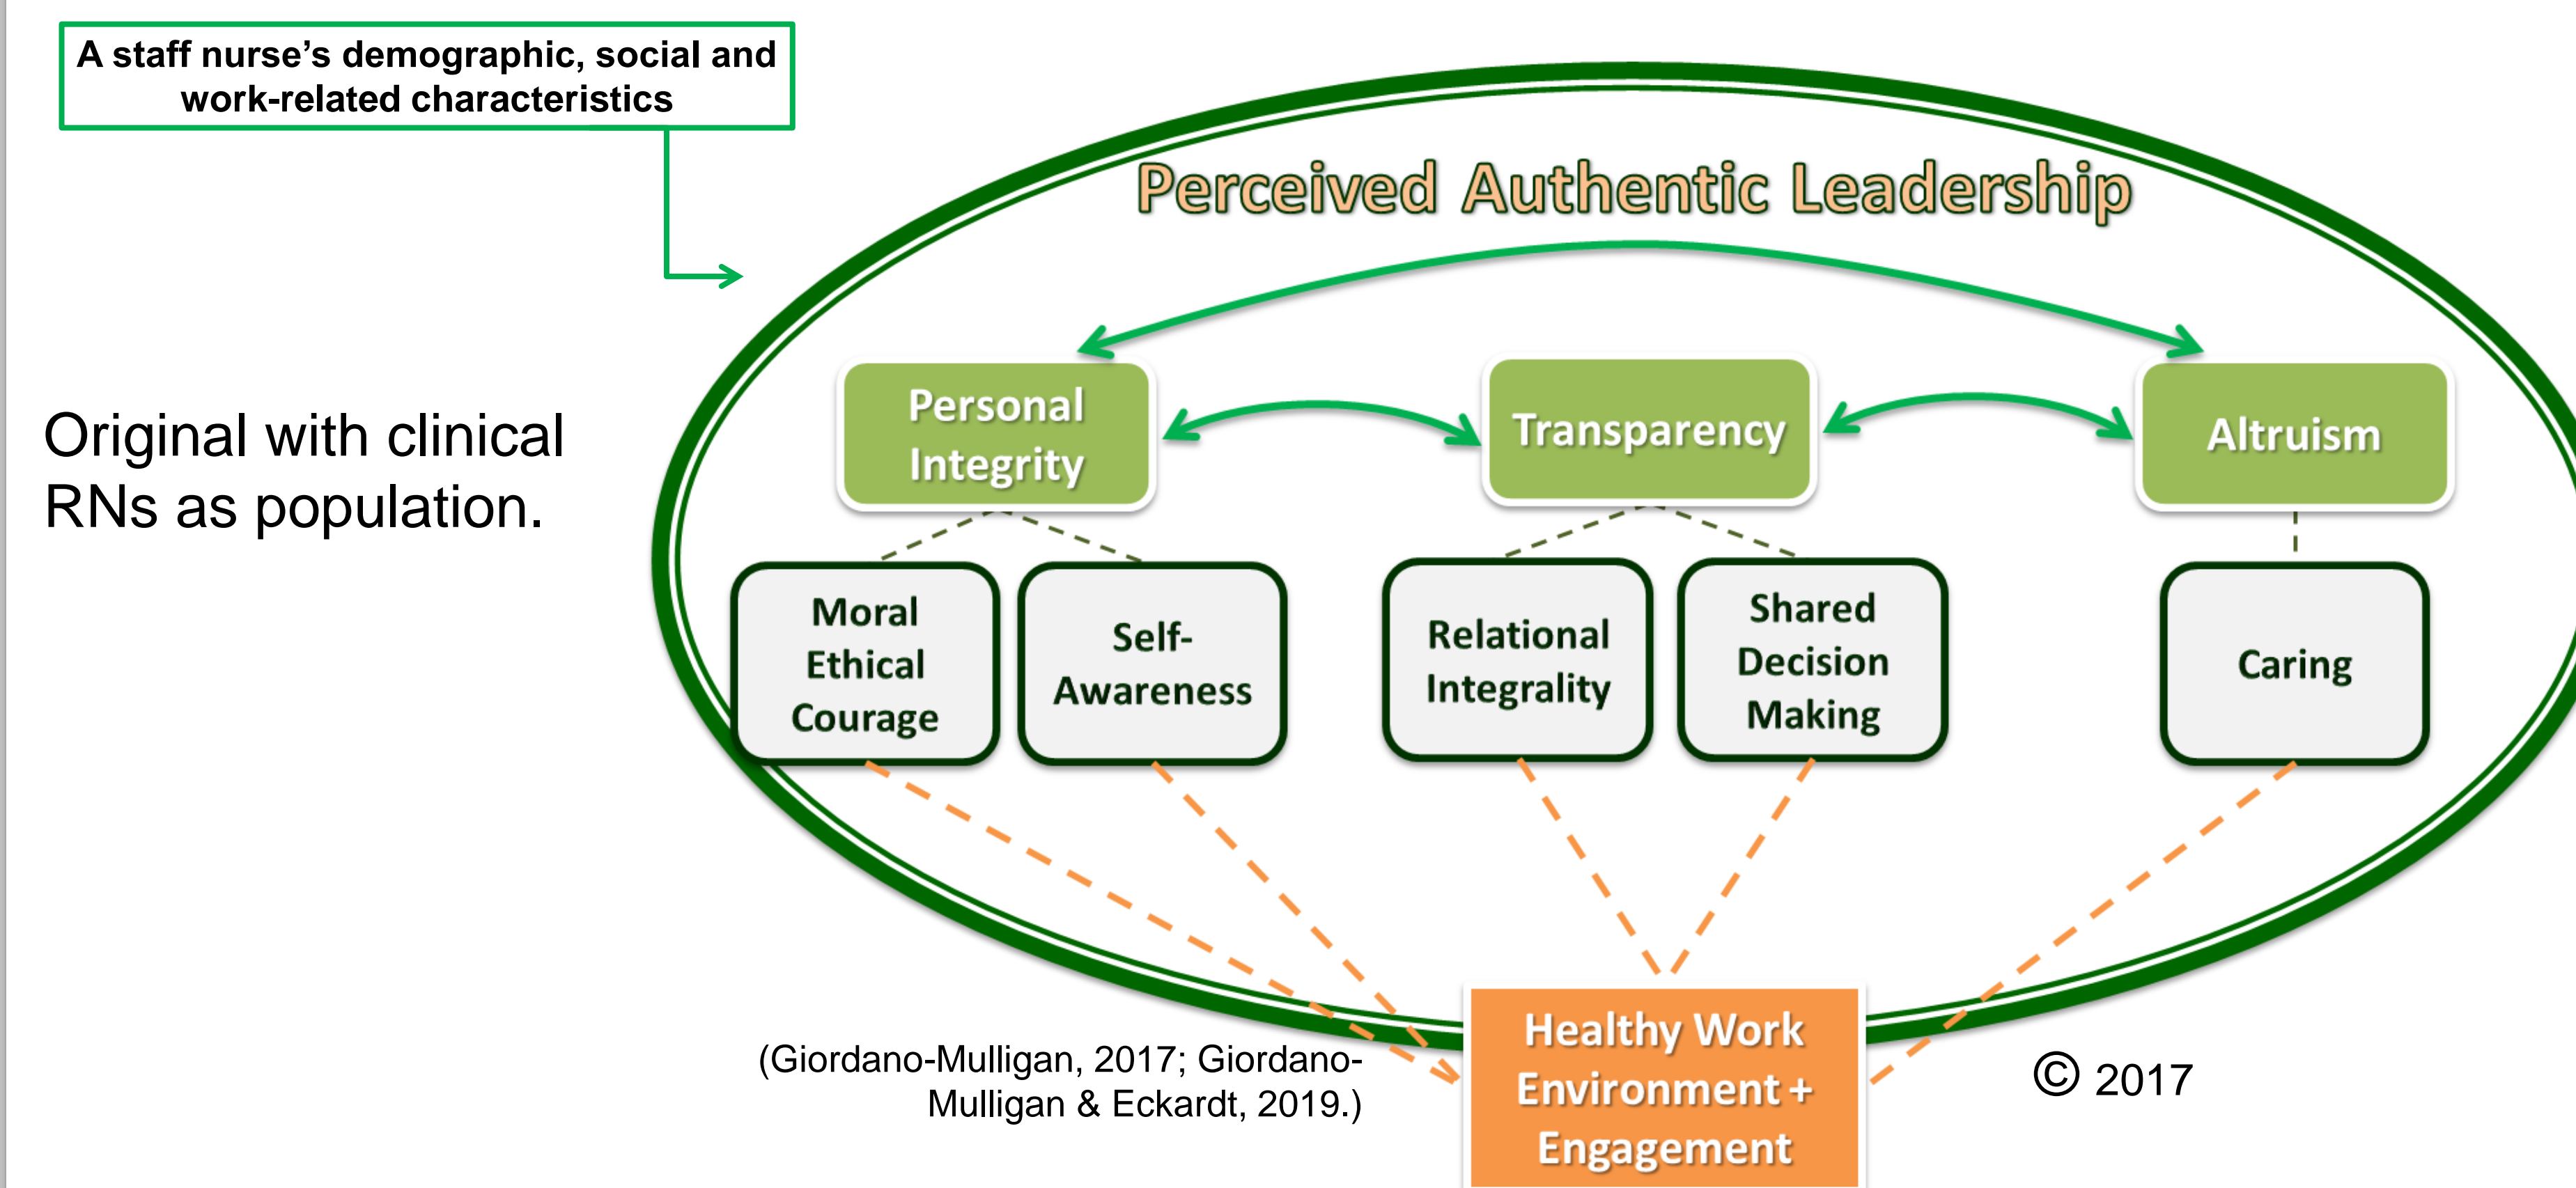 A staff nurse’s demographic, social and
work-related characteristics
Perceived Authentic Leadership
Original with clinical
RNs as population.
Personal
Integrity
Transparency
Altruism
Moral
Ethical
Courage
Self-
Awareness
Relational
Integrality
Shared
Decision
Making
Caring
Healthy Work
Environment +
Engagement
(Giordano-Mulligan, 2017; Giordano-
Mulligan & Eckardt, 2019.)
© 2017